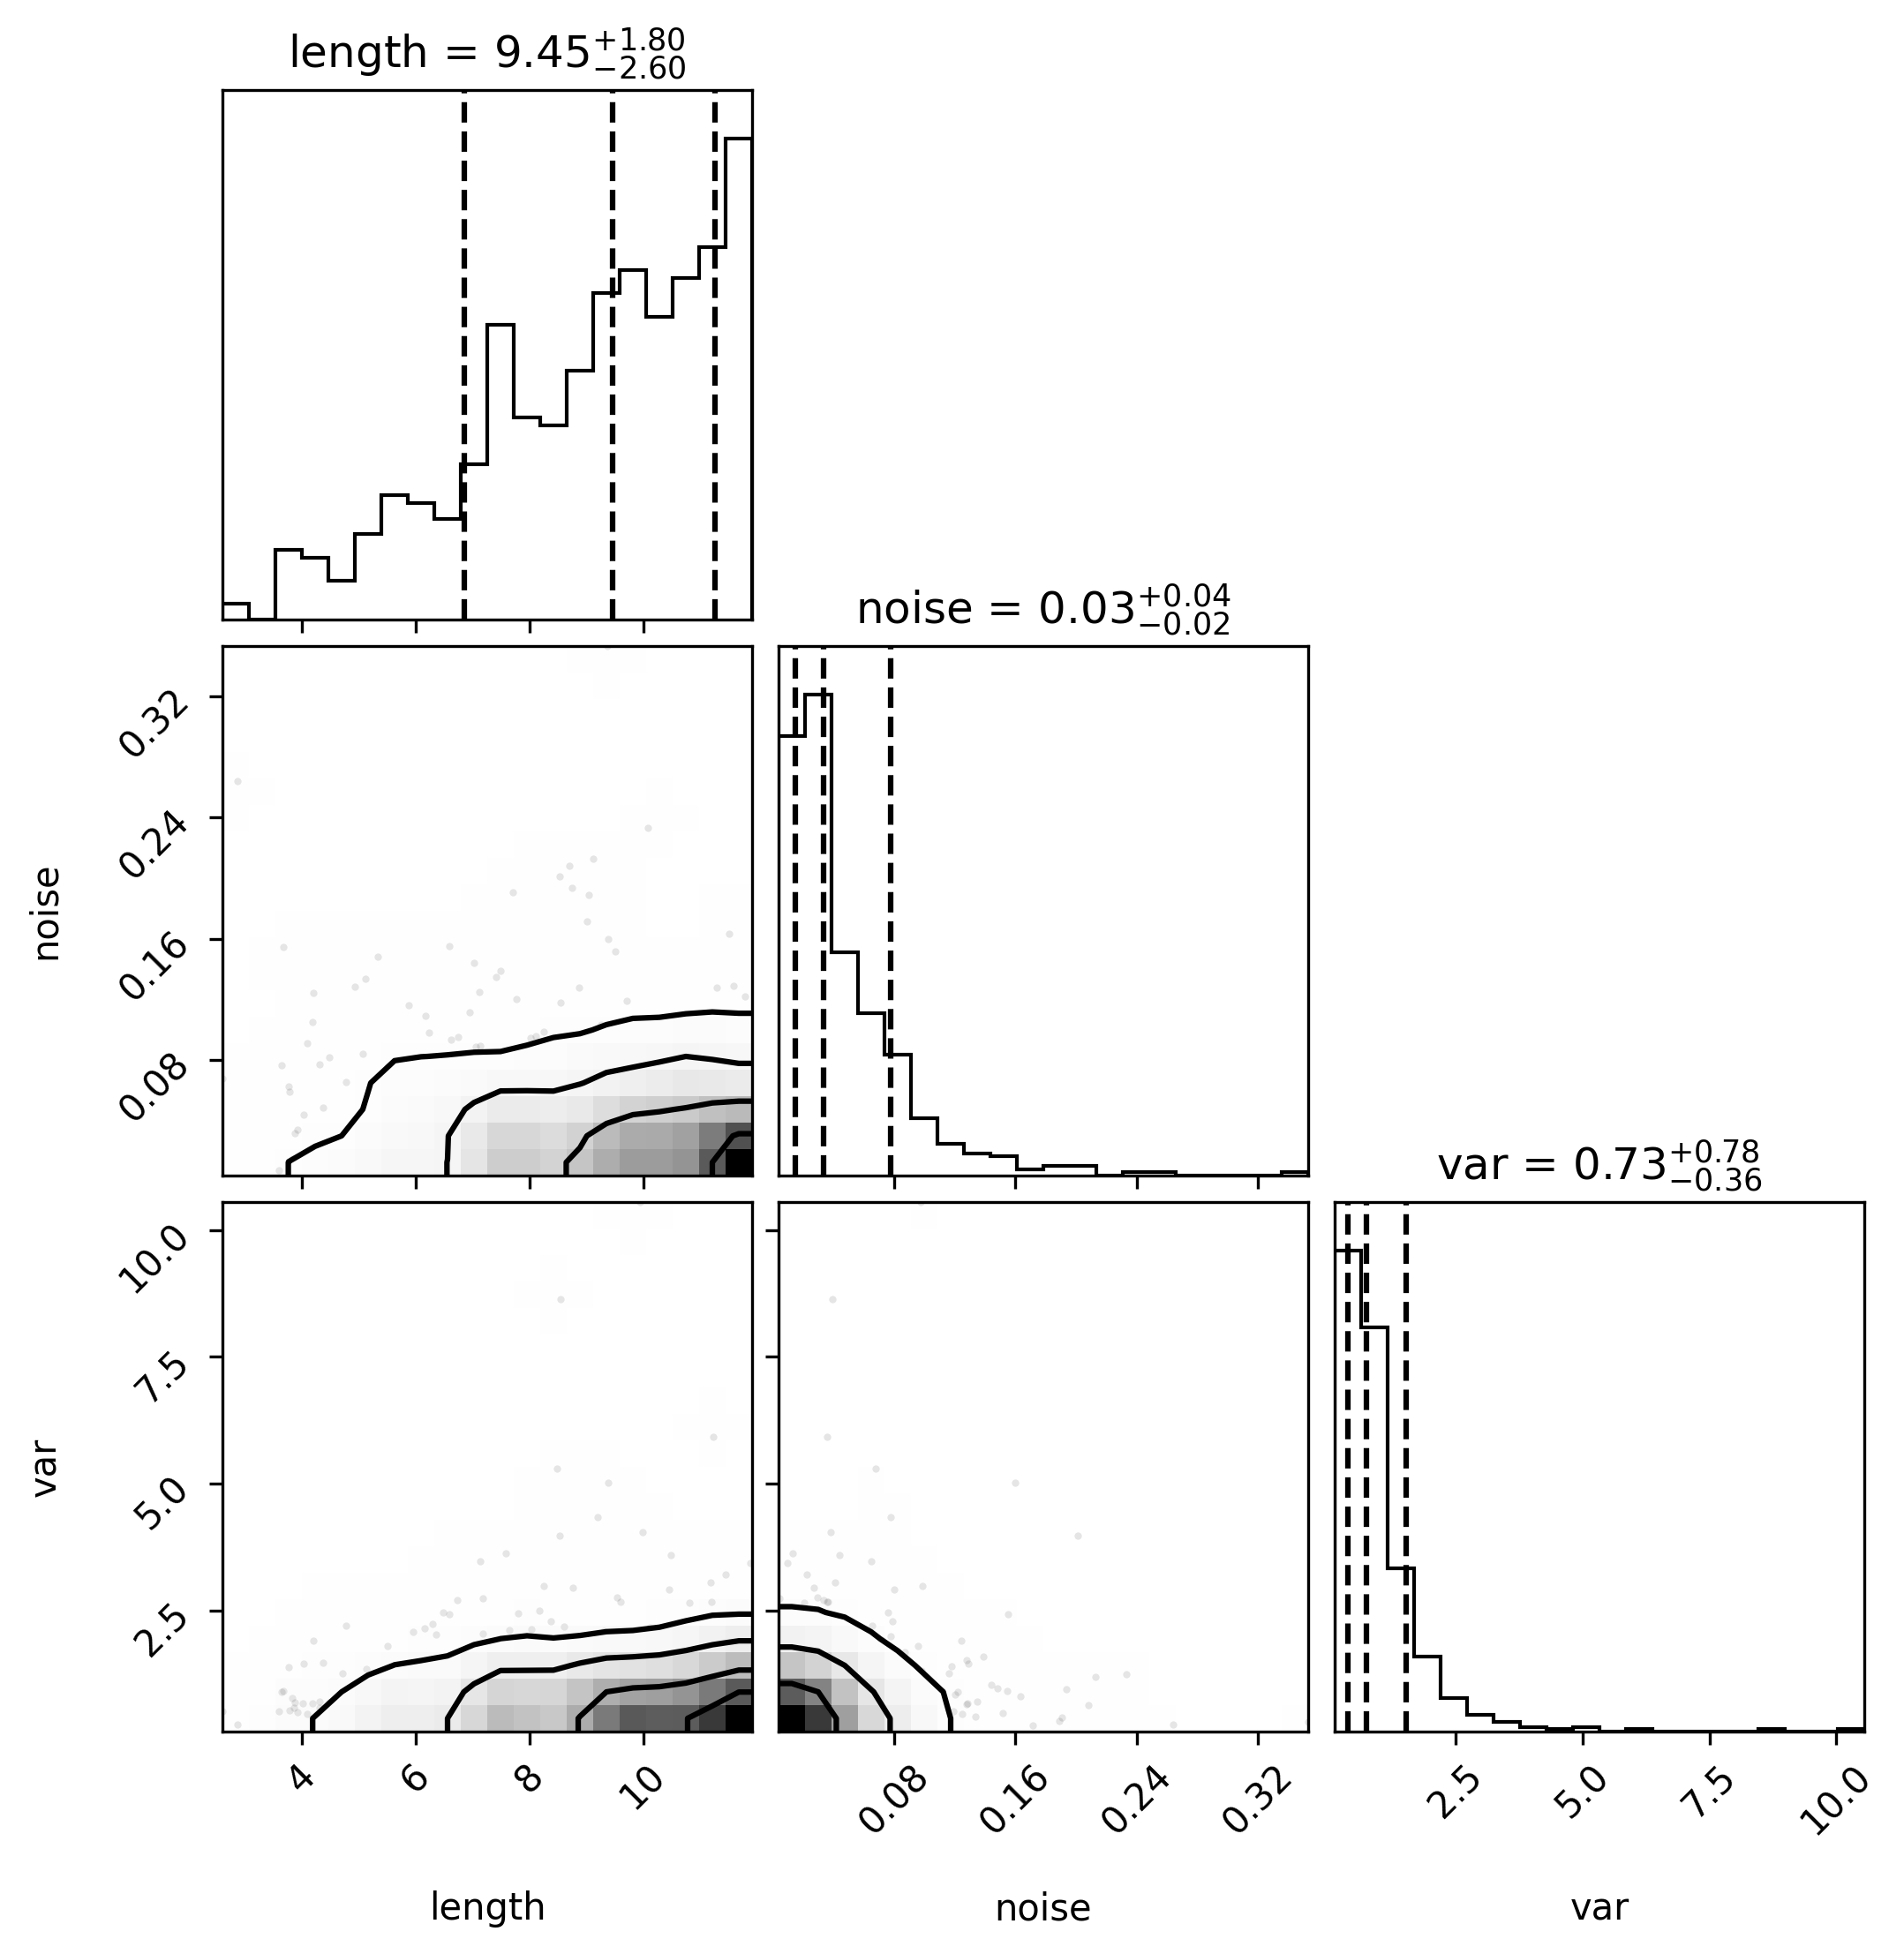 length = 9.45 +1.80 −2.60
noise = 0.03 +0.04 −0.02
0.32
0.24
0.16
0.08
noise
var = 0.73 +0.78 −0.36
10.0
7.5
5.0
2.5
var
4 6 8 10 0.08 0.16 0.24 0.32 2.5 5.0 7.5 10.0
length noise var